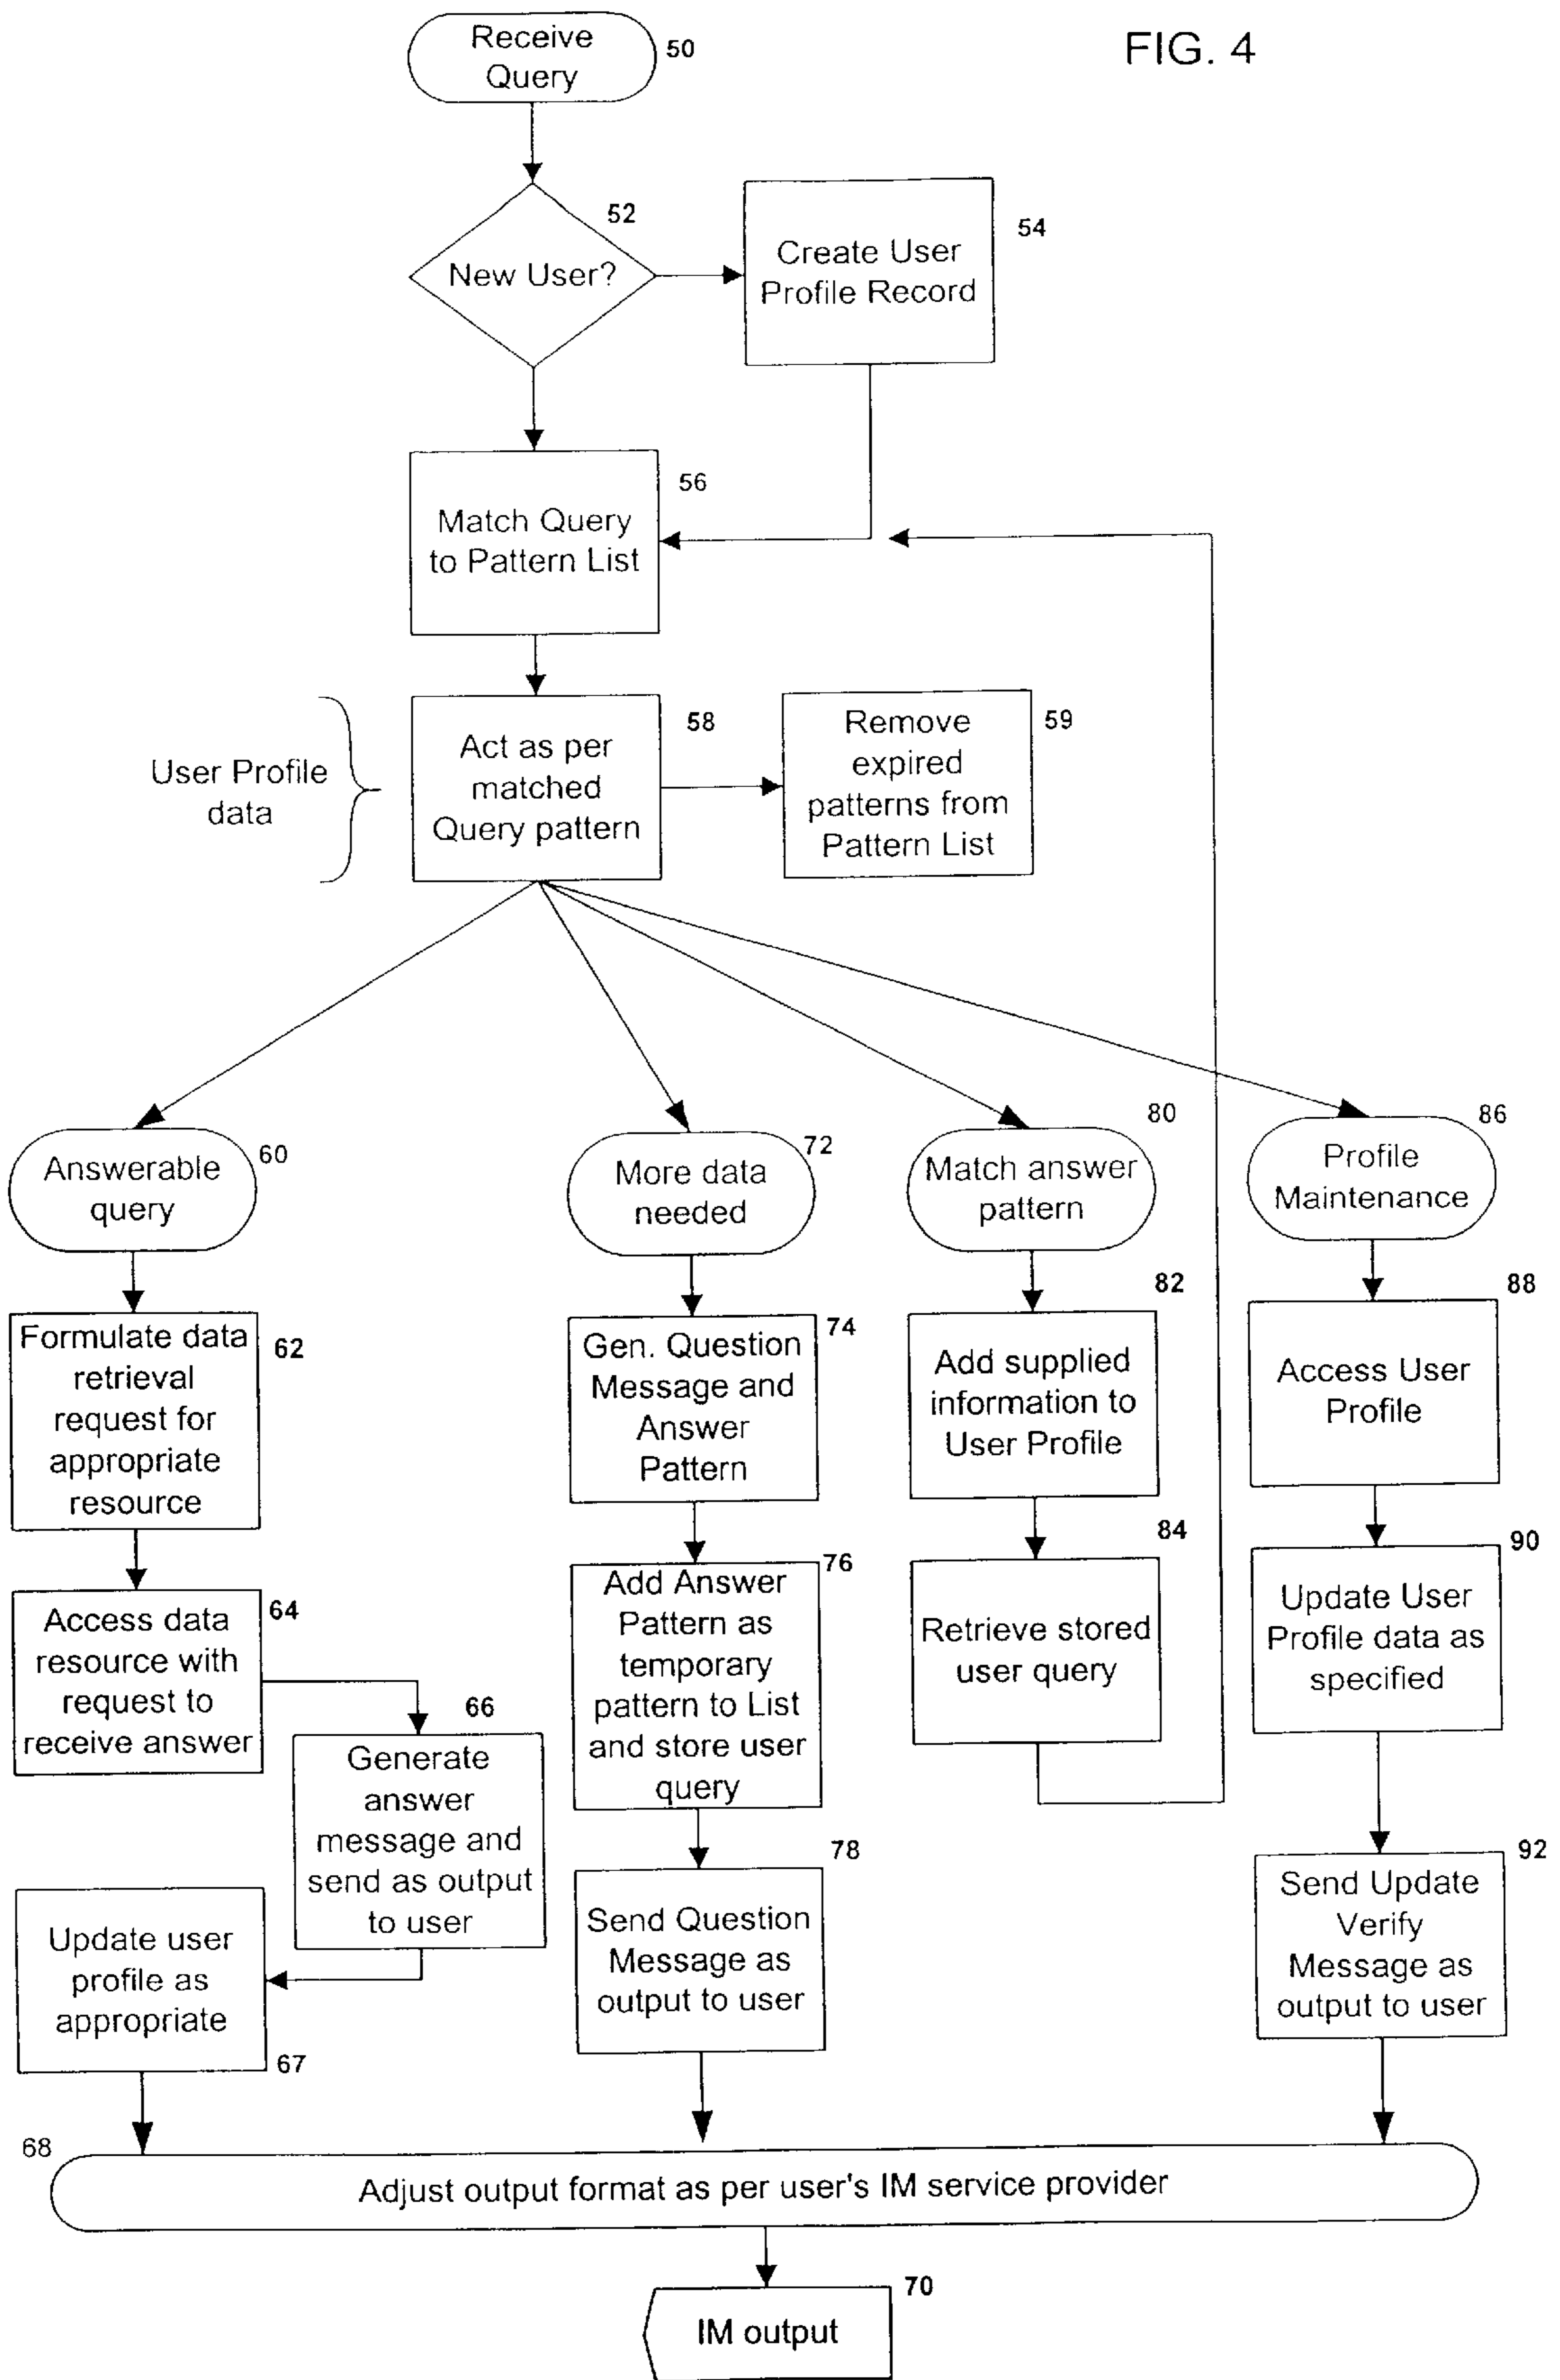 FIG. 4
Receive
Query
50
52
New User?
54
Create User
Profile Record
56
Match Query
to Pattern List
User Profile
data
58
Act as per
matched
Query pattern
59
Remove
expired
patterns from
Pattern List
60
Answerable
query
62
Formulate data
retrieval
request for
appropriate
resource
64
Access data
resource with
request to
receive answer
66
Generate
answer
message and
send as output
to user
Update user
profile as
appropriate
67
72
More data
needed
74
Gen. Question
Message and
Answer
Pattern
76
Add Answer
Pattern as
temporary
pattern to List
and store user
query
78
Send Question
Message as
output to user
80
Match answer
pattern
82
Add supplied
information to
User Profile
84
Retrieve stored
user query
86
Profile
Maintenance
88
Access User
Profile
90
Update User
Profile data as
specified
92
Send Update
Verify
Message as
output to user
68
Adjust output format as per user's IM service provider
70
IM output